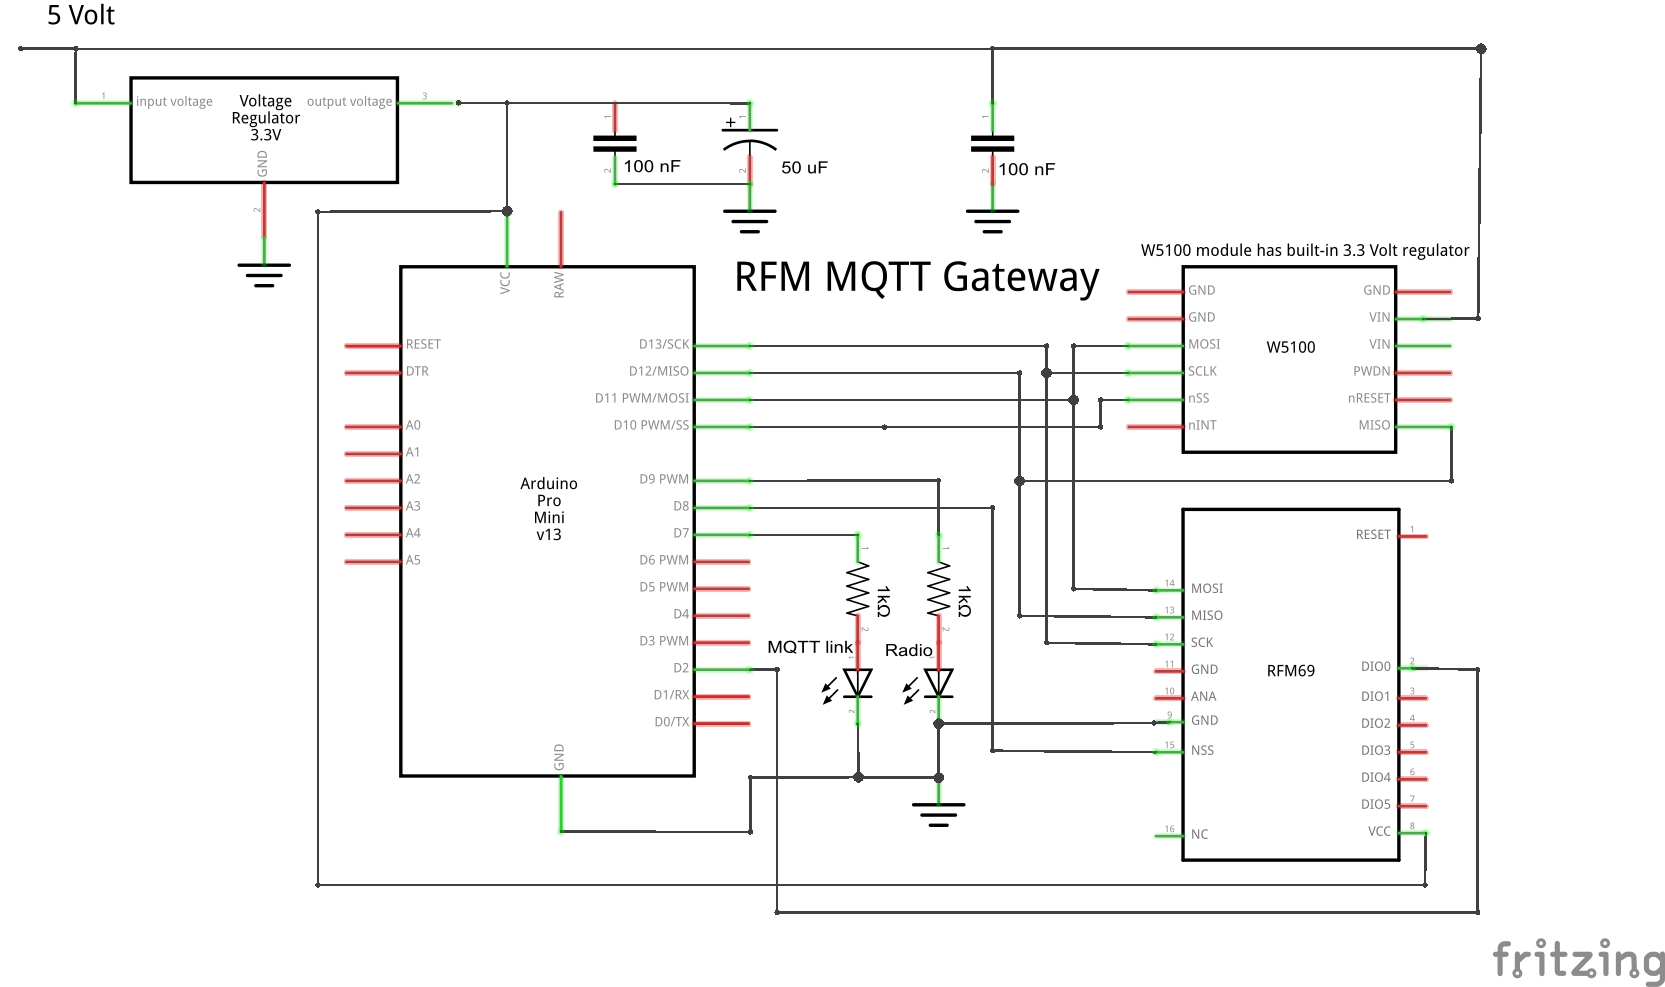 5 Volt
1
input voltage
Voltage
Regulator
3.3V
output voltage
3
GND
2
1
2
100 nF
+
1
2
50 uF
1
2
100 nF
RFM MQTT Gateway
W5100 module has built-in 3.3 Volt regulator
VCC
RAW
RESET
DTR
A0
A1
A2
A3
A4
A5
Arduino
Pro
Mini
v13
D13/SCK
D12/MISO
D11 PWM/MOSI
D10 PWM/SS
D9 PWM
D8
D7
D6 PWM
D5 PWM
D4
D3 PWM
D2
D1/RX
D0/TX
GND
1
1kΩ
2
MQTT link
1
2
1
1kΩ
2
Radio
1
2
GND
GND
MOSI
SCLK
nSS
nINT
W5100
GND
VIN
VIN
PWDN
nRESET
MISO
14
MOSI
13
MISO
12
SCK
11
GND
10
ANA
9
GND
15
NSS
16
NC
RFM69
RESET
1
DIO0
2
DIO1
3
DIO2
4
DIO3
5
DIO4
6
DIO5
7
VCC
8
fritzing